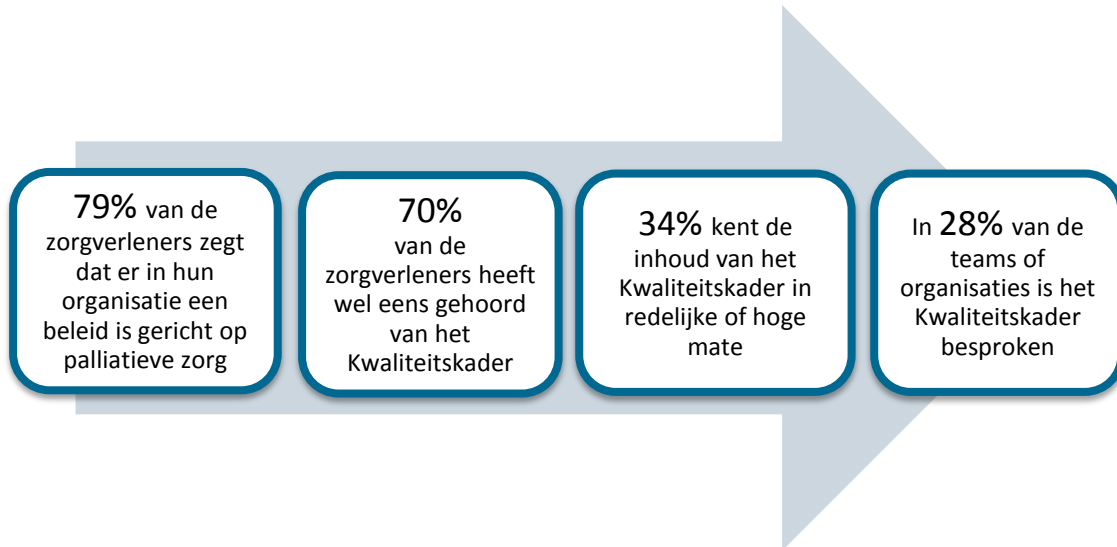 79% van de
zorgverleners zegt
dat er in hun
organisatie een
beleid is gericht op
palliatieve zorg
70%
van de
zorgverleners heeft
wel eens gehoord
van het
Kwaliteitskader
34% kent de
inhoud van het
Kwaliteitskader in
redelijke of hoge
mate
In 28% van de
teams of
organisaties is het
Kwaliteitskader
besproken